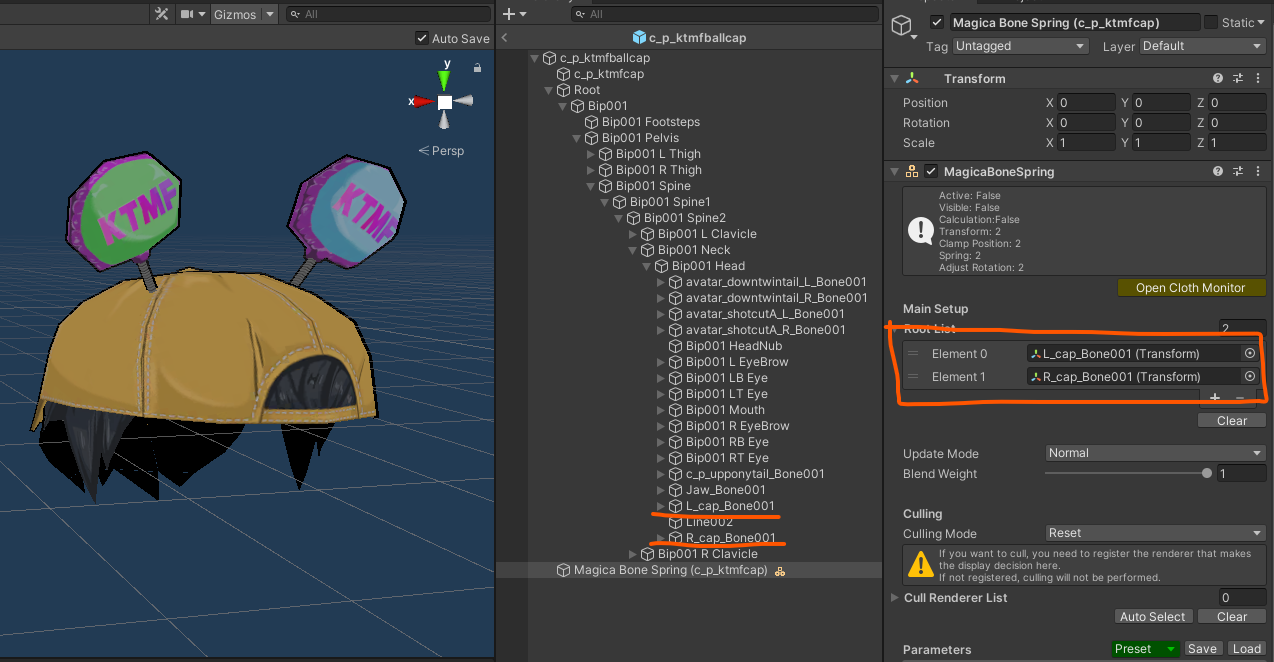 Gizmos
All
Auto Save
y
x
Persp
KTMF
KTMF
All
c_p_ktmfballcap
c_p_ktmfballcap
c_p_ktmfcap
Root
Bip001
Bip001 Footsteps
Bip001 Pelvis
Bip001 L Thigh
Bip001 R Thigh
Bip001 Spine
Bip001 Spine1
Bip001 Spine2
Bip001 L Clavicle
Bip001 Neck
Bip001 Head
avatar_downtwintail_L_Bone001
avatar_downtwintail_R_Bone001
avatar_shotcutA_L_Bone001
avatar_shotcutA_R_Bone001
Bip001 HeadNub
Bip001 L EyeBrow
Bip001 LB Eye
Bip001 LT Eye
Bip001 Mouth
Bip001 R EyeBrow
Bip001 RB Eye
Bip001 RT Eye
c_p_upponytail_Bone001
Jaw_Bone001
L_cap_Bone001
Line002
R_cap_Bone001
Bip001 R Clavicle
Magica Bone Spring (c_p_ktmfcap)
Magica Bone Spring (c_p_ktmfcap) Static
Tag Untagged Layer Default
Transform
Position X 0 Y 0 Z 0
Rotation X 0 Y 0 Z 0
Scale X 1 Y 1 Z 1
MagicaBoneSpring
Active: False
Visible: False
Calculation:False
Transform: 2
Clamp Position: 2
Spring: 2
Adjust Rotation: 2
Open Cloth Monitor
Main Setup
Root List 2
Element 0 L_cap_Bone001 (Transform)
Element 1 R_cap_Bone001 (Transform)
+ −
Clear
Update Mode Normal
Blend Weight 1
Culling
Culling Mode Reset
If you want to cull, you need to register the renderer that makes
the display decision here.
If not registered, culling will not be performed.
Cull Renderer List 0
Auto Select Clear
Parameters Preset Save Load